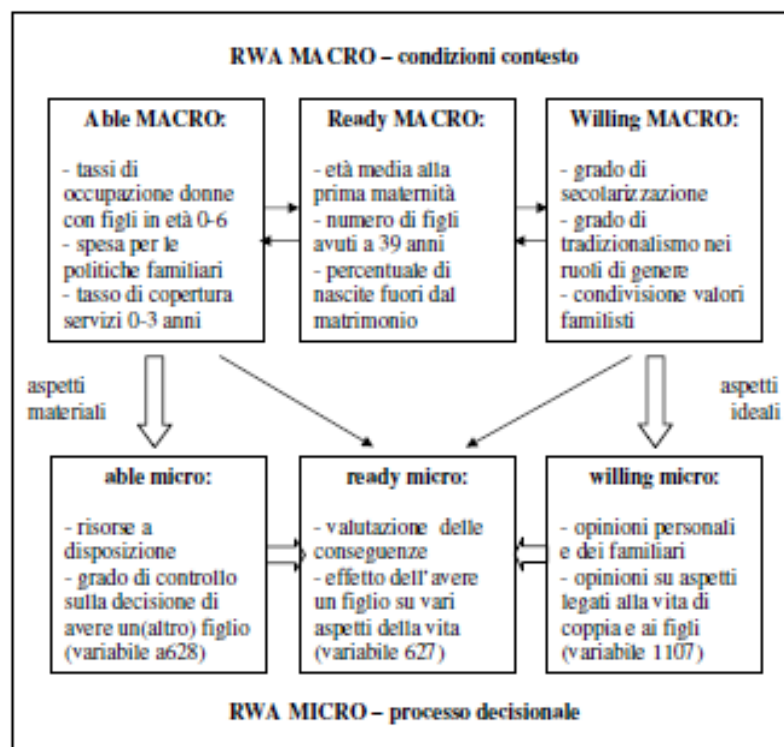 RWA MACRO – condizioni contesto
Able MACRO:
- tassi di
occupazione donne
con figli in età 0-6
- spesa per le
politiche familiari
- tasso di copertura
servizi 0-3 anni
Ready MACRO:
- età media alla
prima maternità
- numero di figli
avuti a 39 anni
- percentuale di
nascite fuori dal
matrimonio
Willing MACRO:
- grado di
secolarizzazione
- grado di
tradizionalismo nei
ruoli di genere
- condivisione valori
familisti
aspetti
materiali
aspetti
ideali
able micro:
- risorse a
disposizione
- grado di controllo
sulla decisione di
avere un(altro) figlio
(variabile a628)
ready micro:
- valutazione delle
conseguenze
- effetto dell'avere
un figlio su vari
aspetti della vita
(variabile 627)
willing micro:
- opinioni personali
e dei familiari
- opinioni su aspetti
legati alla vita di
coppia e ai figli
(variabile 1107)
RWA MICRO – processo decisionale